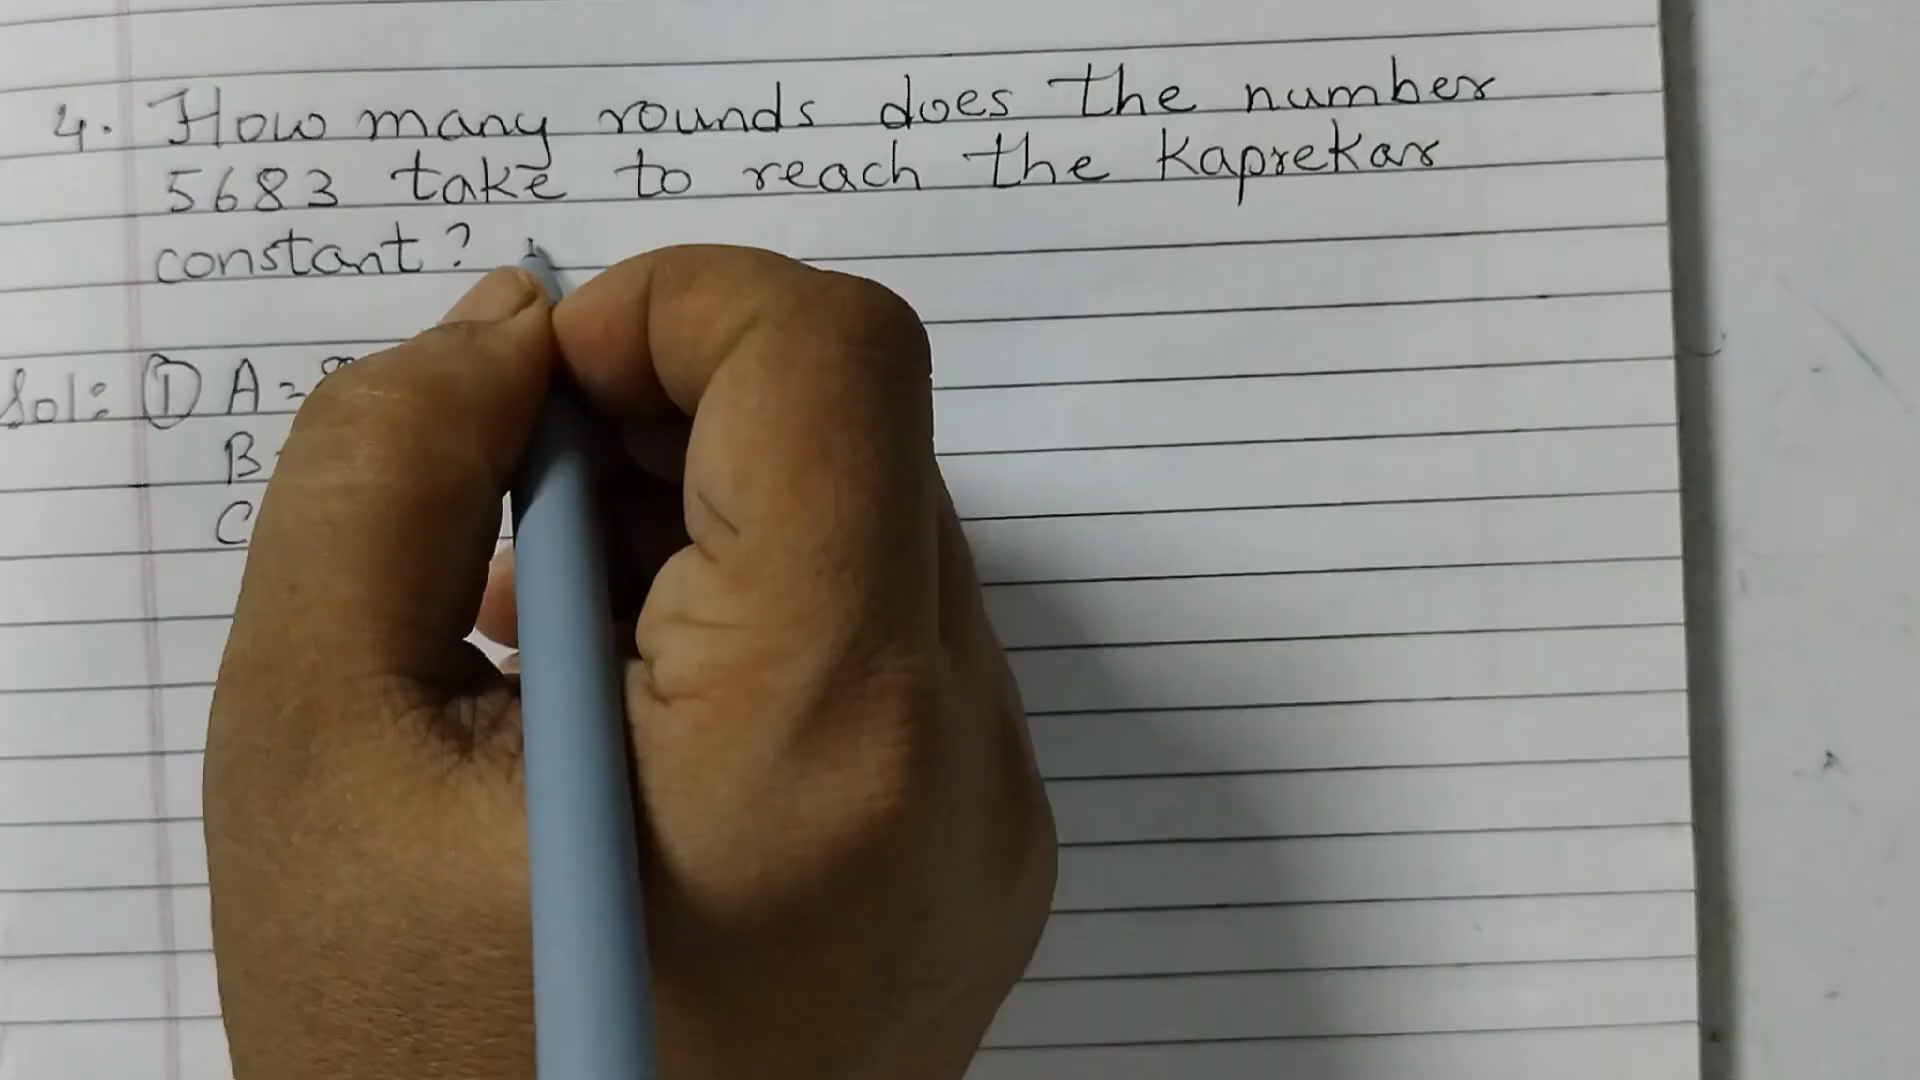 4. How many rounds does the number
5683 take to reach the Kaprekar
constant?
Sol: ① A =
B
C